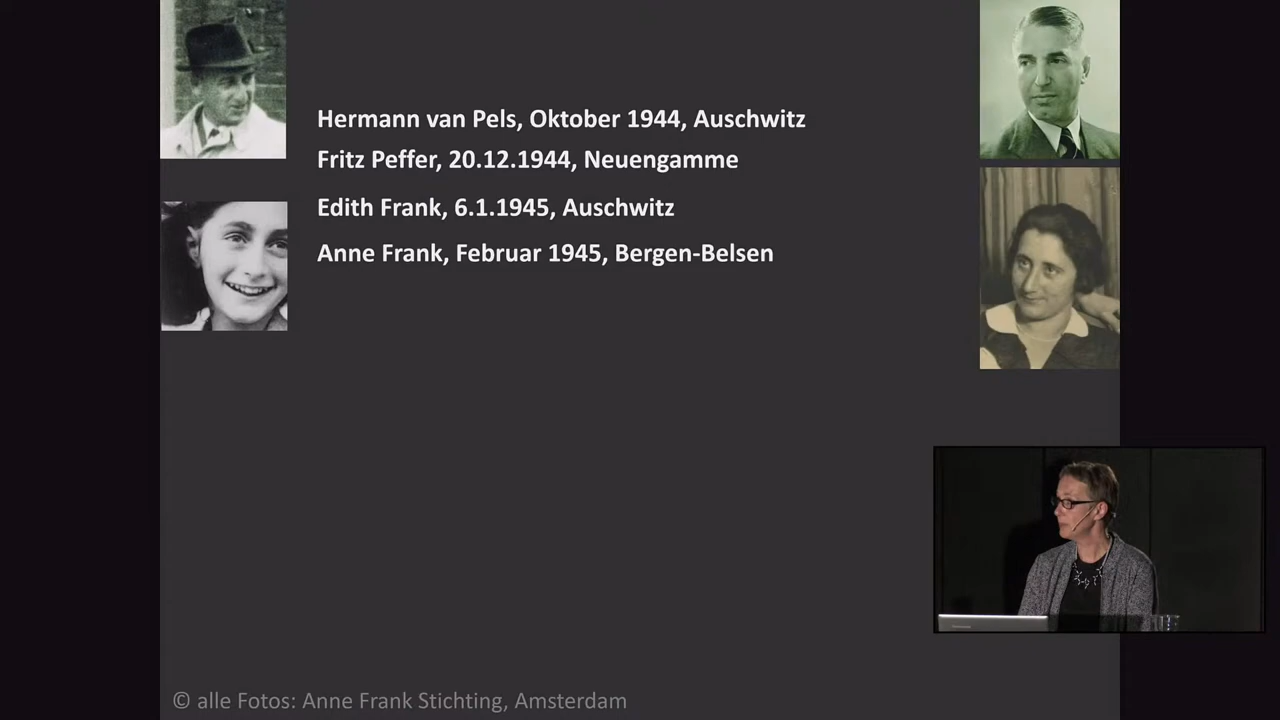 Hermann van Pels, Oktober 1944, Auschwitz
Fritz Peffer, 20.12.1944, Neuengamme
Edith Frank, 6.1.1945, Auschwitz
Anne Frank, Februar 1945, Bergen-Belsen
© alle Fotos: Anne Frank Stichting, Amsterdam